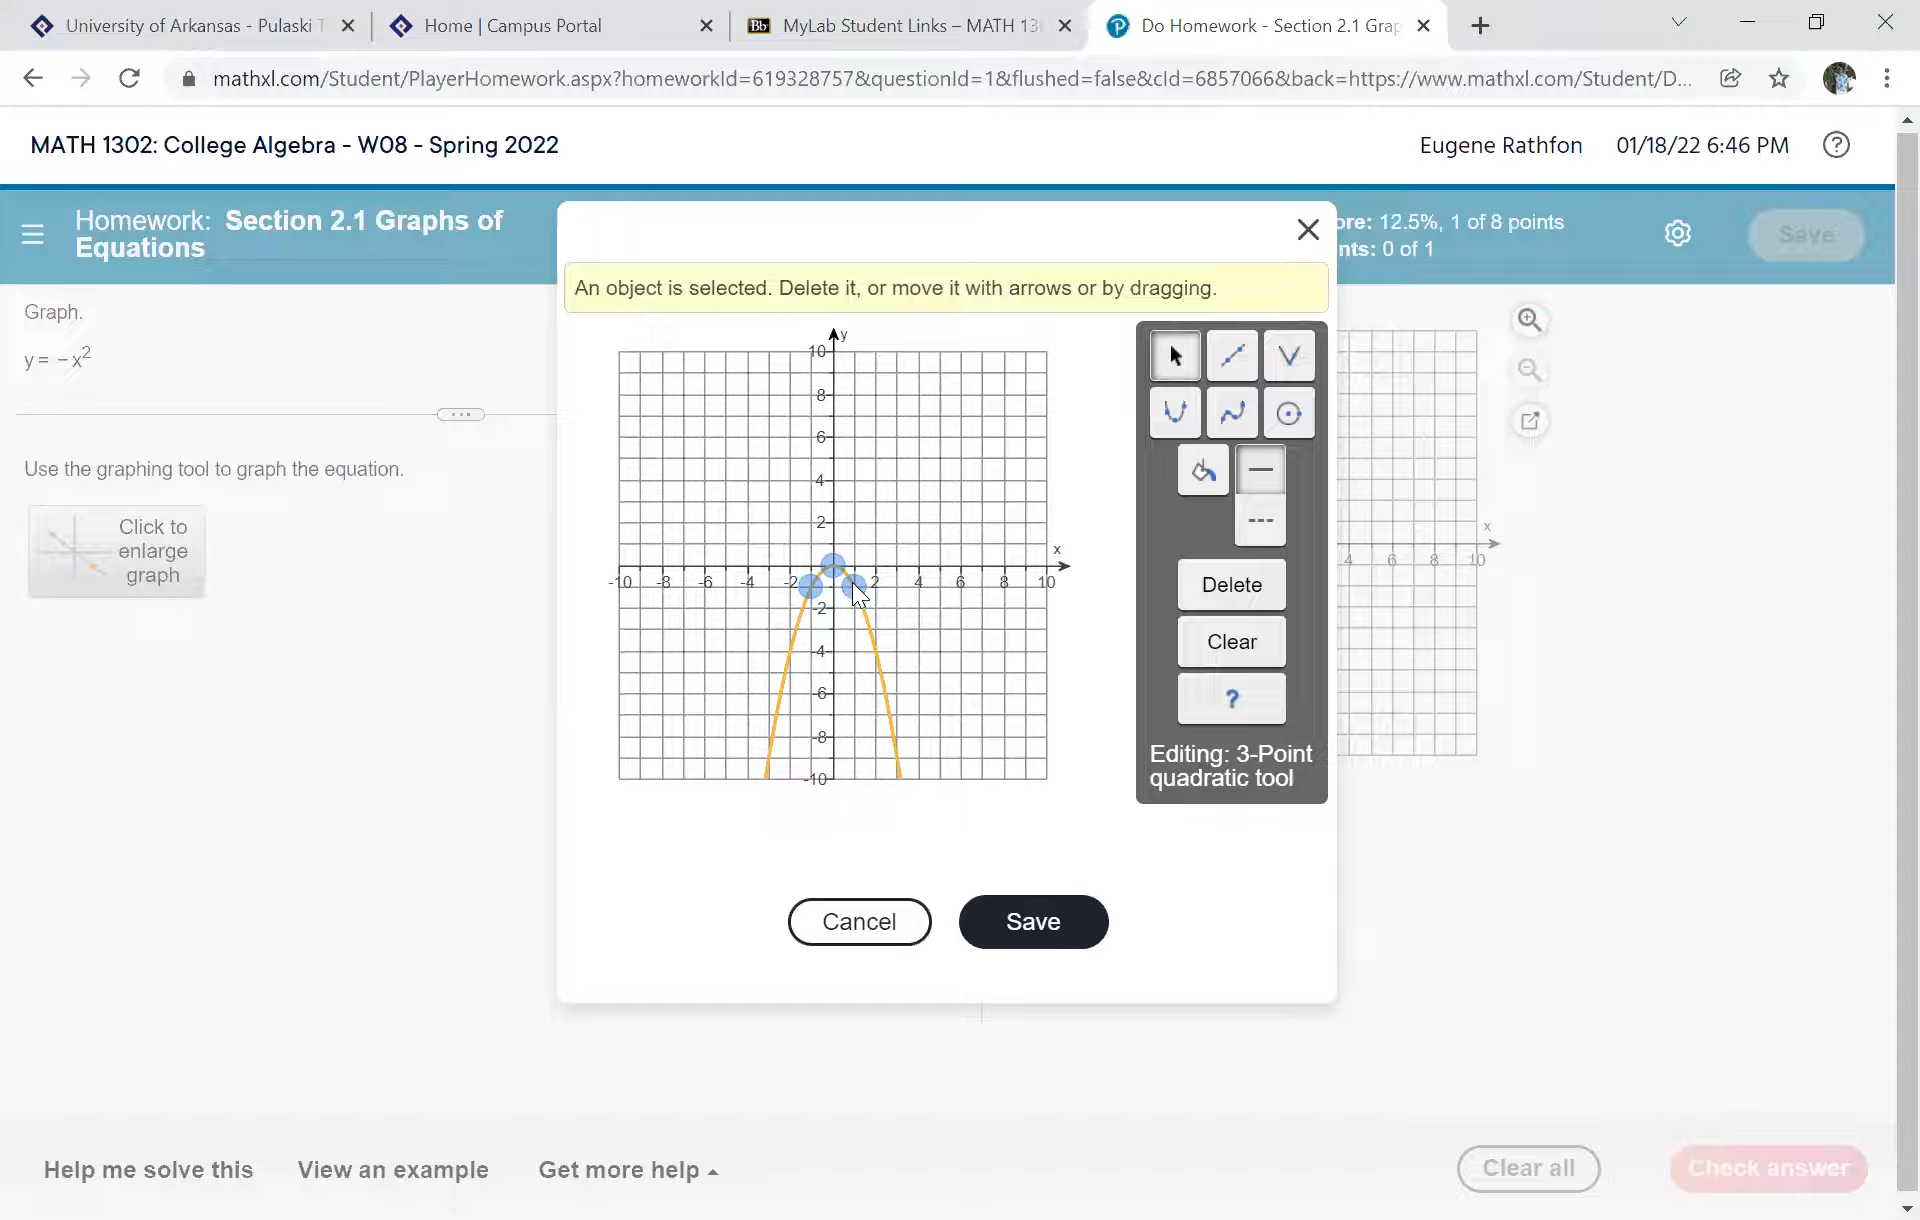 University of Arkansas - Pulaski T
Home | Campus Portal
Bb MyLab Student Links – MATH 13
Do Homework - Section 2.1 Grap
mathxl.com/Student/PlayerHomework.aspx?homeworkId=619328757&questionId=1&flushed=false&cId=6857066&back=https://www.mathxl.com/Student/D...
MATH 1302: College Algebra - W08 - Spring 2022
Eugene Rathfon
01/18/22 6:46 PM
?
Homework: Section 2.1 Graphs of
Equations
ore: 12.5%, 1 of 8 points
nts: 0 of 1
Save
An object is selected. Delete it, or move it with arrows or by dragging.
Graph.
y = − x²
Use the graphing tool to graph the equation.
Click to
enlarge
graph
y
10
8
6
4
2
x
-10 -8 -6 -4 -2 2 4 6 8 10
-2
-4
-6
-8
-10
Delete
Clear
?
Editing: 3-Point
quadratic tool
x
4 6 8 10
Cancel
Save
Help me solve this
View an example
Get more help
Clear all
Check answer